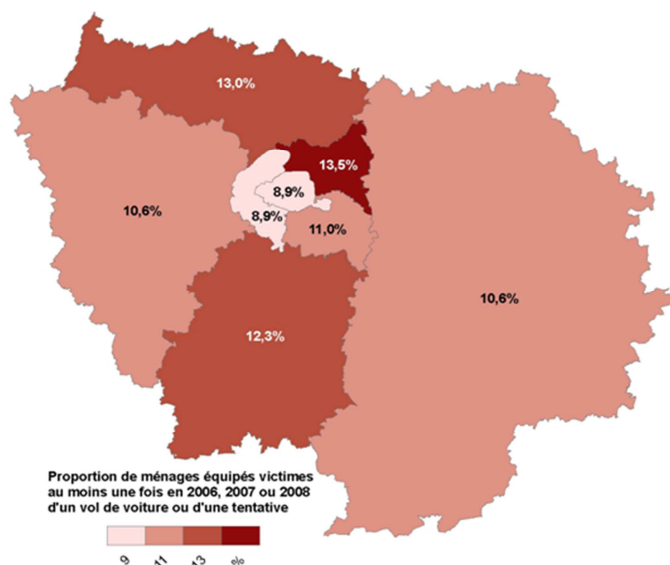 13,0%
13,5%
8,9%
10,6%
8,9%
11,0%
10,6%
12,3%
Proportion de ménages équipés victimes
au moins une fois en 2006, 2007 ou 2008
d'un vol de voiture ou d'une tentative
9 11 13 %